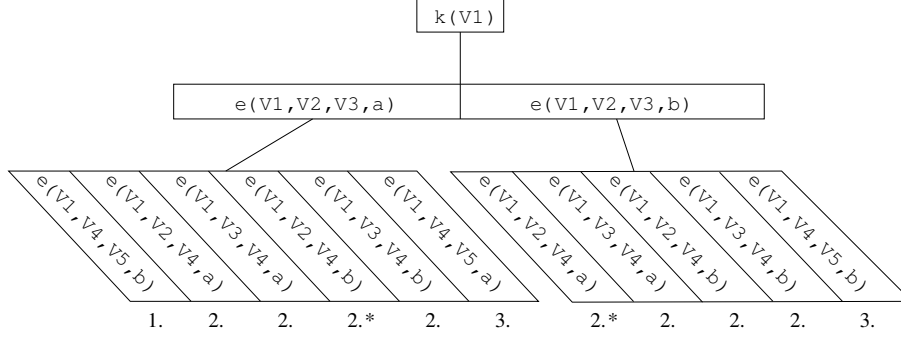 k(V1)
e(V1,V2,V3,a)
e(V1,V2,V3,b)
e(V1,V4,V5,b)
e(V1,V2,V4,a)
e(V1,V3,V4,a)
e(V1,V2,V4,b)
e(V1,V3,V4,b)
e(V1,V4,V5,a)
e(V1,V2,V4,a)
e(V1,V3,V4,a)
e(V1,V2,V4,b)
e(V1,V3,V4,b)
e(V1,V4,V5,b)
1. 2. 2. 2.* 2. 3. 2.* 2. 2. 2. 3.